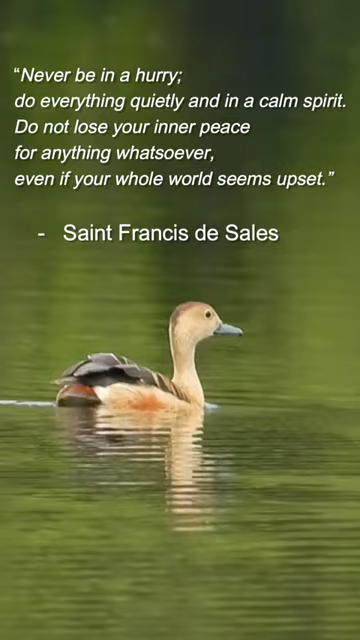 “Never be in a hurry;
do everything quietly and in a calm spirit.
Do not lose your inner peace
for anything whatsoever,
even if your whole world seems upset.”
- Saint Francis de Sales